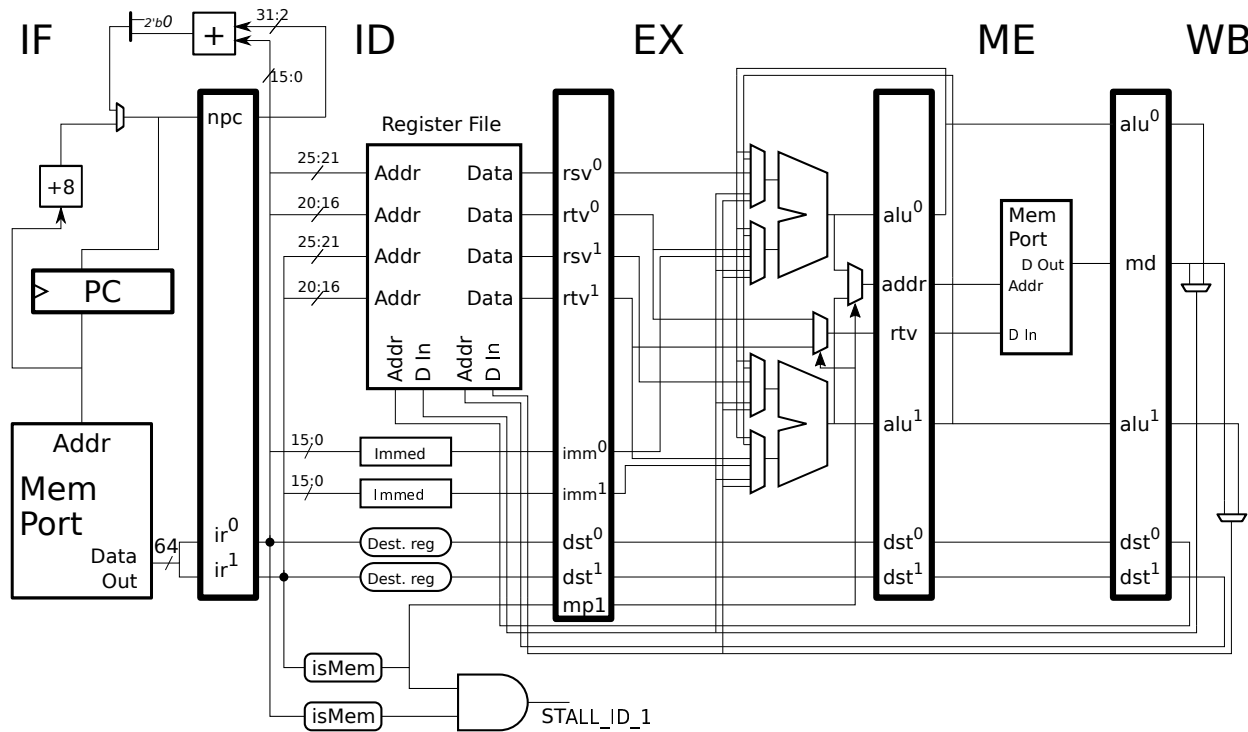 IF
ID
EX
ME
WB
2'b0
+
31:2
15:0
npc
+8
PC
Addr
Mem
Port
Data
Out
64
ir0
ir1
Register File
25:21
Addr
Data
20:16
Addr
Data
25:21
Addr
Data
20:16
Addr
Data
Addr
D In
Addr
D In
15:0
Immed
15:0
Immed
Dest. reg
Dest. reg
isMem
isMem
STALL_ID_1
rsv0
rtv0
rsv1
rtv1
imm0
imm1
dst0
dst1
mp1
alu0
addr
rtv
alu1
dst0
dst1
Mem
Port
D Out
Addr
D In
alu0
md
alu1
dst0
dst1